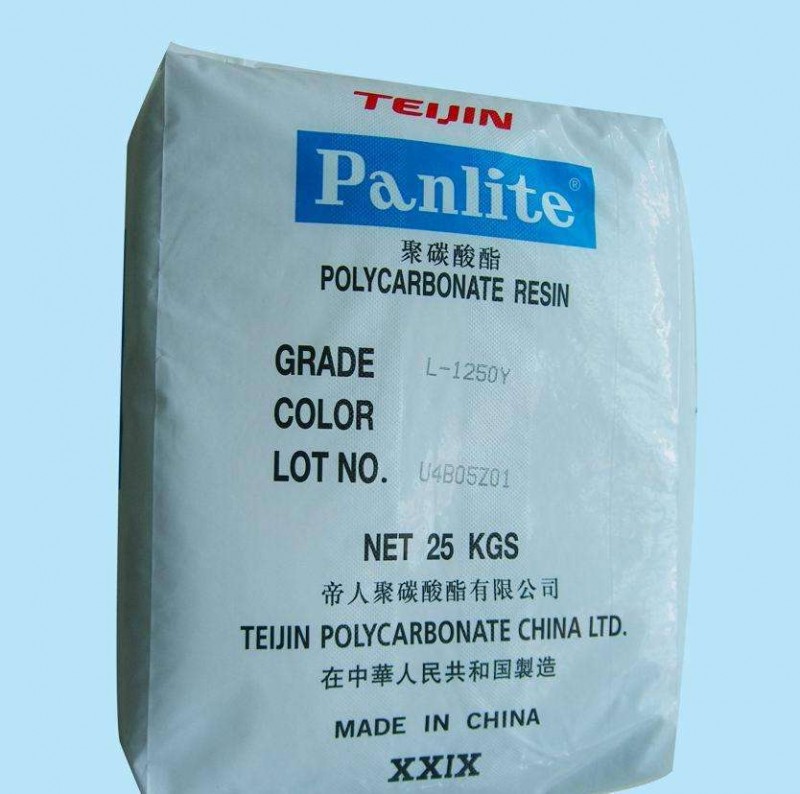 TEIJIN
Panlite®
聚碳酸酯
POLYCARBONATE RESIN
GRADE L-1250Y
COLOR
LOT NO. U4B05Z01
NET 25 KGS
帝人聚碳酸酯有限公司
TEIJIN POLYCARBONATE CHINA LTD.
在中華人民共和国製造
MADE IN CHINA
XXIX